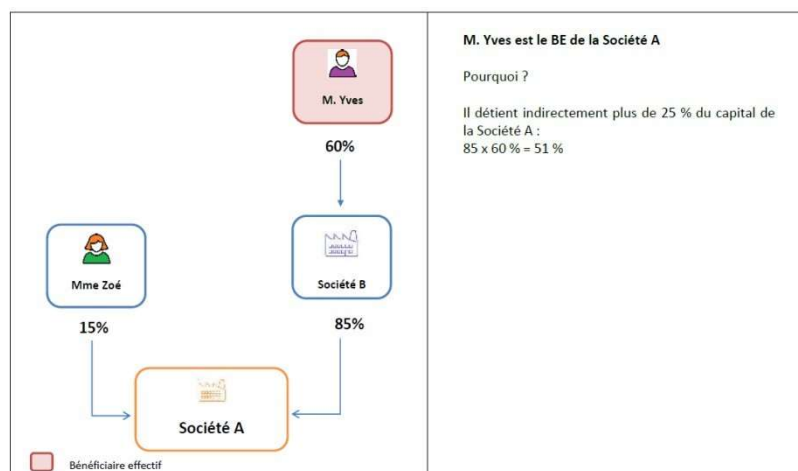 M. Yves
60%
Mme Zoé
Société B
15%
85%
Société A
Bénéficiaire effectif
M. Yves est le BE de la Société A
Pourquoi ?
Il détient indirectement plus de 25 % du capital de
la Société A :
85 x 60 % = 51 %